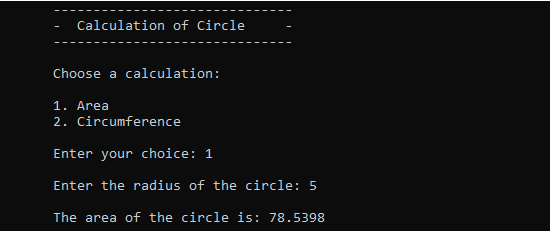 ------------------------------
-  Calculation of Circle     -
------------------------------
Choose a calculation:
1. Area
2. Circumference
Enter your choice: 1
Enter the radius of the circle: 5
The area of the circle is: 78.5398